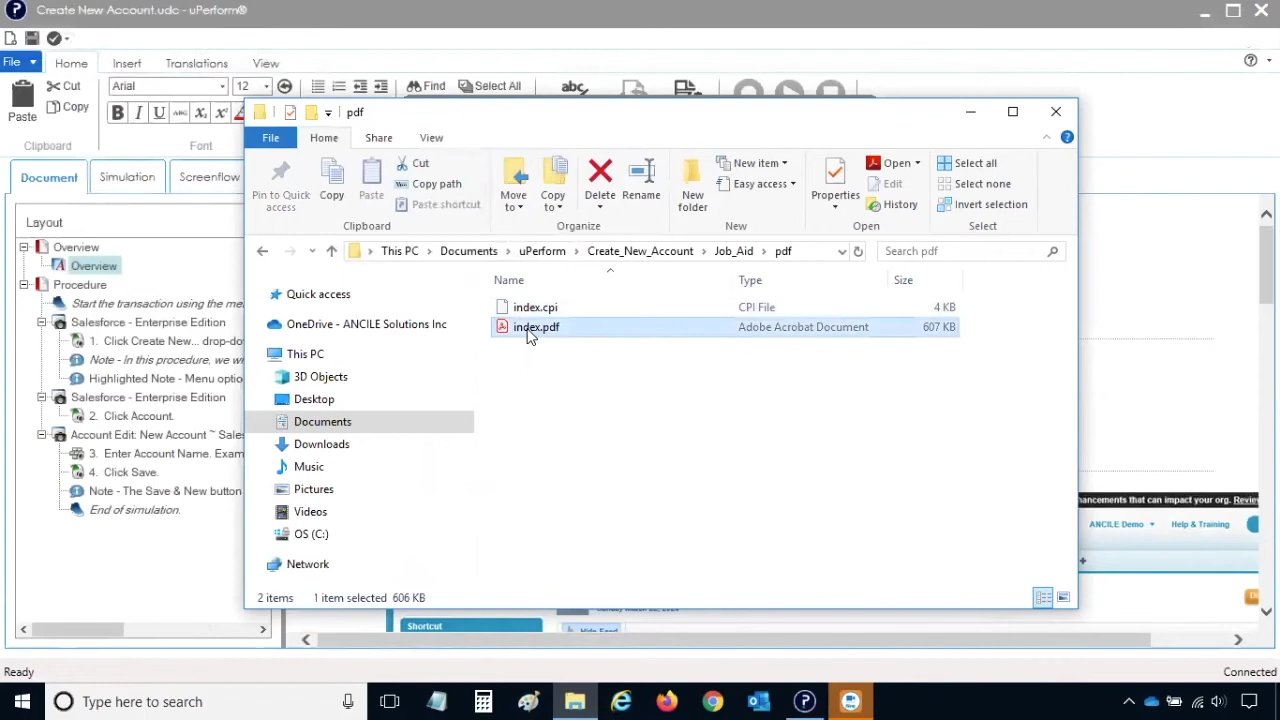 Create New Account.udc - uPerform®
File
Home
Insert
Translations
View
Paste
Cut
Copy
Arial
12
B I U ABC X₂ X²
Find
Select All
abc
Clipboard
Font
Document
Simulation
Screenflow
Layout
Overview
Overview
Procedure
Start the transaction using the me
Salesforce - Enterprise Edition
1. Click Create New... drop-do
Note - In this procedure, we wi
Highlighted Note - Menu optio
Salesforce - Enterprise Edition
2. Click Account.
Account Edit: New Account ~ Sales
3. Enter Account Name. Exam
4. Click Save.
Note - The Save & New button
End of simulation.
pdf
File
Home
Share
View
Pin to Quick access
Copy
Paste
Cut
Copy path
Paste shortcut
Clipboard
Move to
Copy to
Delete
Rename
Organize
New folder
New item
Easy access
New
Properties
Open
Edit
History
Open
Select all
Select none
Invert selection
Select
This PC > Documents > uPerform > Create_New_Account > Job_Aid > pdf
Search pdf
Name
Type
Size
index.cpi
CPI File
4 KB
index.pdf
Adobe Acrobat Document
607 KB
Quick access
OneDrive - ANCILE Solutions Inc
This PC
3D Objects
Desktop
Documents
Downloads
Music
Pictures
Videos
OS (C:)
Network
2 items
1 item selected 606 KB
ancements that can impact your org. Review
ANCILE Demo
Help & Training
Shortcut
Hide Feed
Ready
Connected
Type here to search